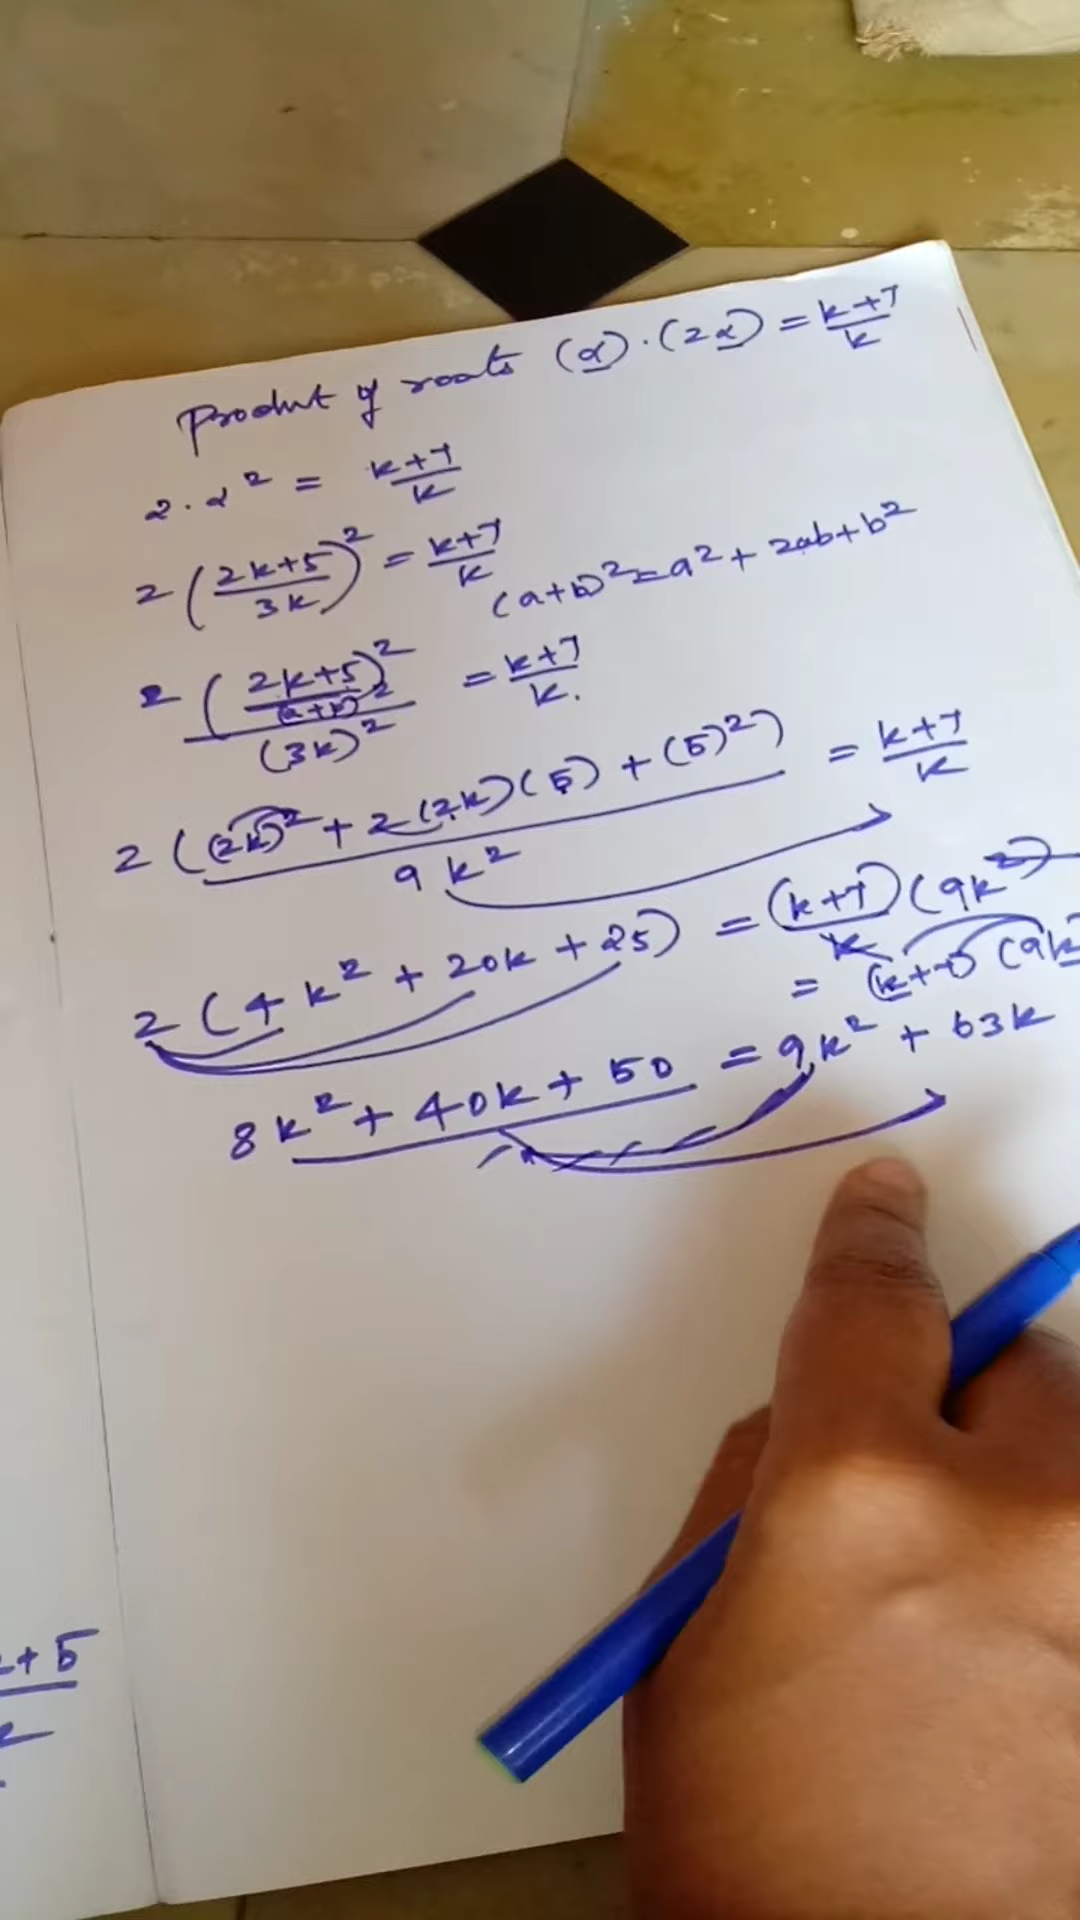 Product of roots (α).(2α) = k+7/k
2.α² = k+7/k
2(2k+5/3k)² = k+7/k
(a+b)² = a² + 2ab + b²
2(2k+5)²/(3k)² = k+7/k.
(a+b)²
2((2k)² + 2(2k)(5) + (5)²)/9k² = k+7/k
2(4k² + 20k + 25) = (k+7)/k (9k²)
= (k+7)(9k)
8k² + 40k + 50 = 9k² + 63k
+ 5